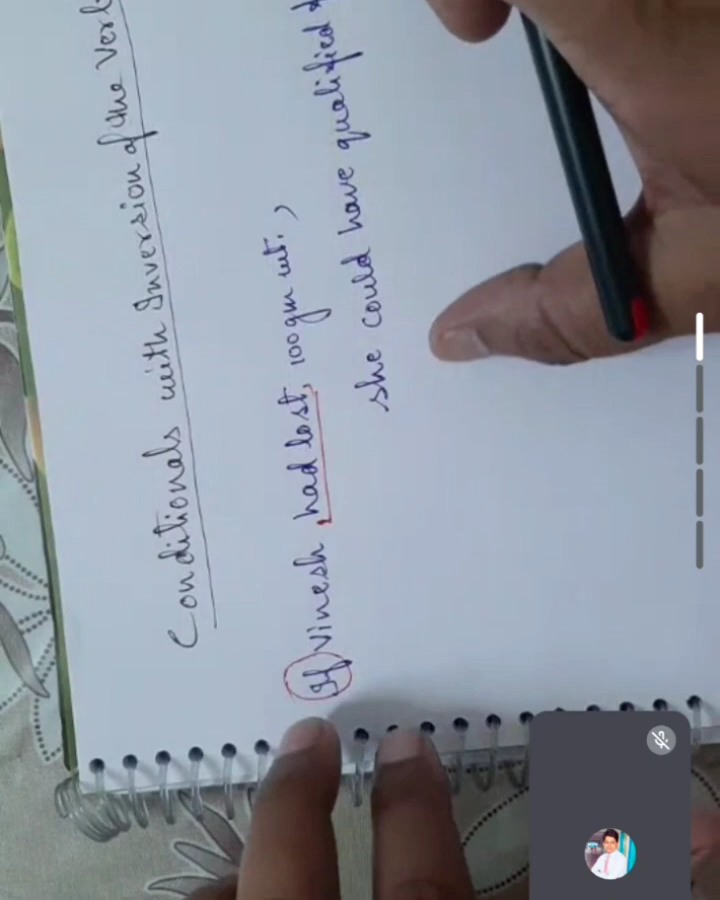 Conditionals with Inversion of the Verb
If Vinesh had lost 100 gm wt.,
she could have qualified